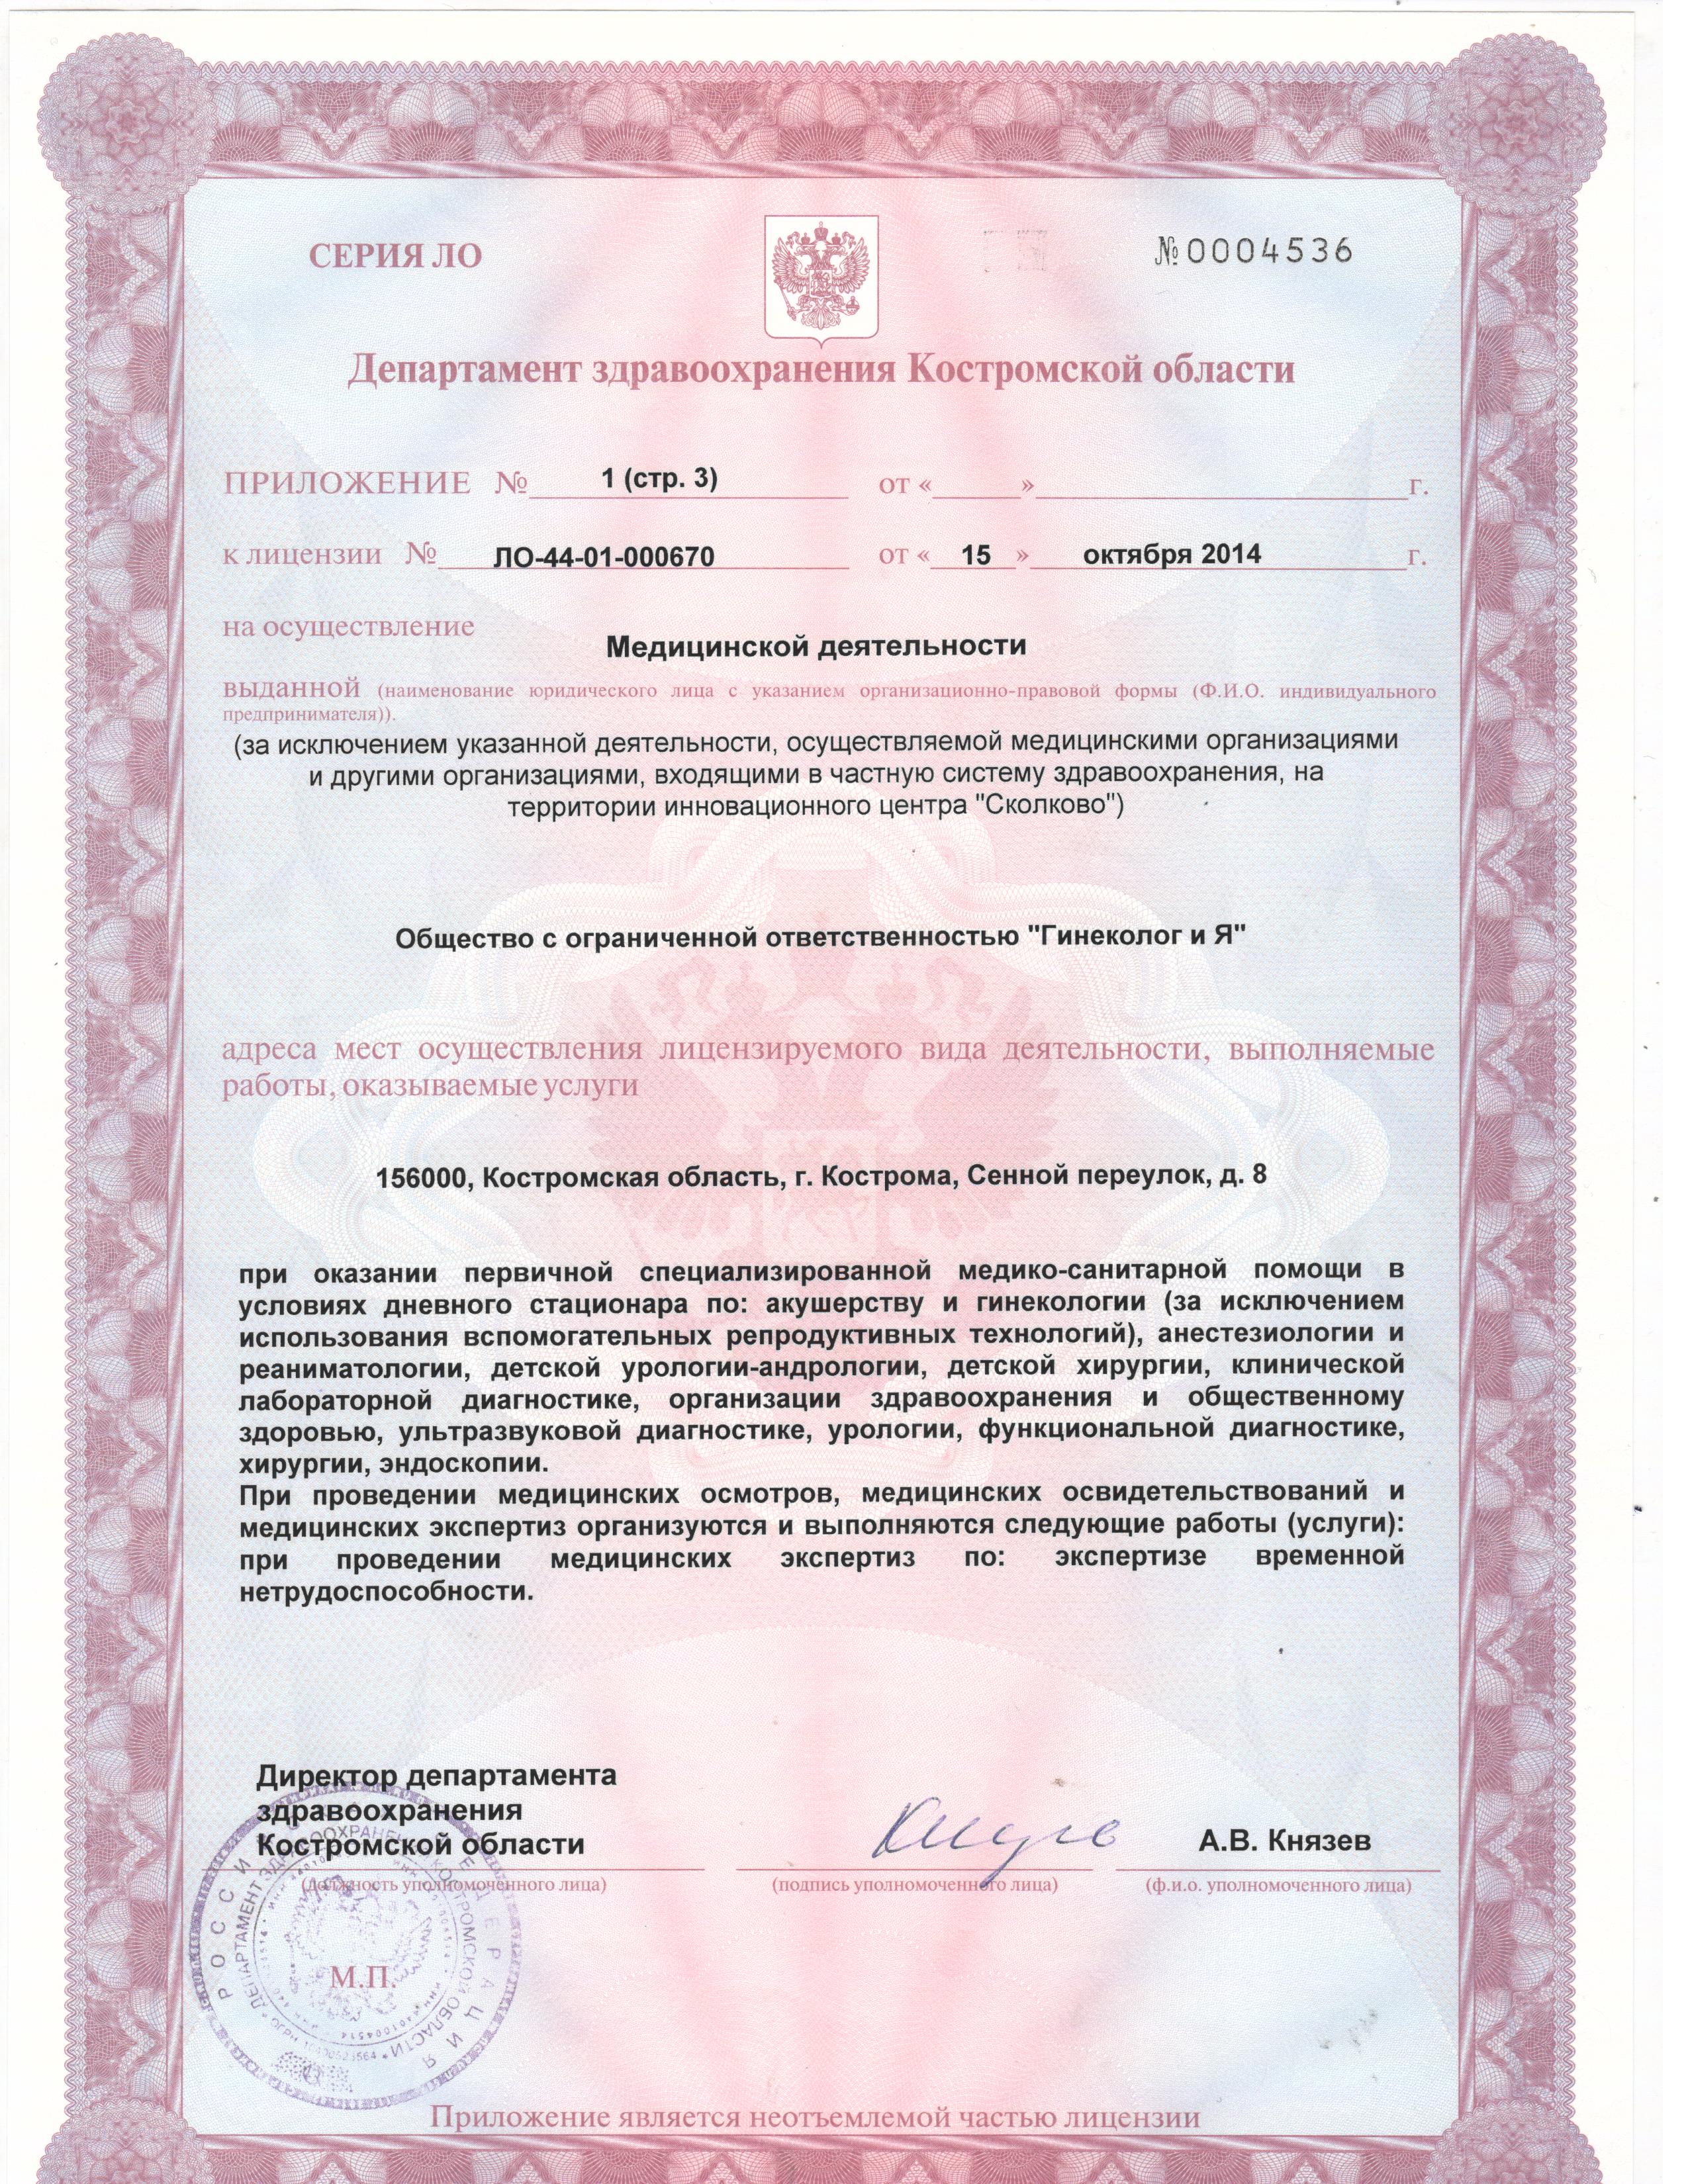 СЕРИЯ ЛО
№ 0004536
Департамент здравоохранения Костромской области
ПРИЛОЖЕНИЕ № 1 (стр. 3) от « » г.
к лицензии № ЛО-44-01-000670 от « 15 » октября 2014 г.
на осуществление
Медицинской деятельности
выданной (наименование юридического лица с указанием организационно-правовой формы (Ф.И.О. индивидуального
предпринимателя)).
(за исключением указанной деятельности, осуществляемой медицинскими организациями
и другими организациями, входящими в частную систему здравоохранения, на
территории инновационного центра "Сколково")
Общество с ограниченной ответственностью "Гинеколог и Я"
адреса мест осуществления лицензируемого вида деятельности, выполняемые
работы, оказываемые услуги
156000, Костромская область, г. Кострома, Сенной переулок, д. 8
при оказании первичной специализированной медико-санитарной помощи в
условиях дневного стационара по: акушерству и гинекологии (за исключением
использования вспомогательных репродуктивных технологий), анестезиологии и
реаниматологии, детской урологии-андрологии, детской хирургии, клинической
лабораторной диагностике, организации здравоохранения и общественному
здоровью, ультразвуковой диагностике, урологии, функциональной диагностике,
хирургии, эндоскопии.
При проведении медицинских осмотров, медицинских освидетельствований и
медицинских экспертиз организуются и выполняются следующие работы (услуги):
при проведении медицинских экспертиз по: экспертизе временной
нетрудоспособности.
Директор департамента
здравоохранения
Костромской области
А.В. Князев
(должность уполномоченного лица)
(подпись уполномоченного лица)
(ф.и.о. уполномоченного лица)
РОССИЙСКАЯ ФЕДЕРАЦИЯ
ДЕПАРТАМЕНТ ЗДРАВООХРАНЕНИЯ КОСТРОМСКОЙ ОБЛАСТИ
М.П.
Приложение является неотъемлемой частью лицензии